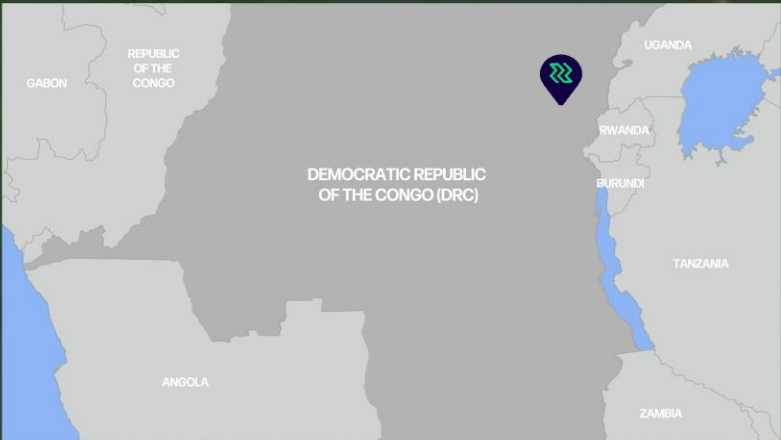 UGANDA
REPUBLIC
OF THE
CONGO
GABON
RWANDA
DEMOCRATIC REPUBLIC
OF THE CONGO (DRC)
BURUNDI
TANZANIA
ANGOLA
ZAMBIA